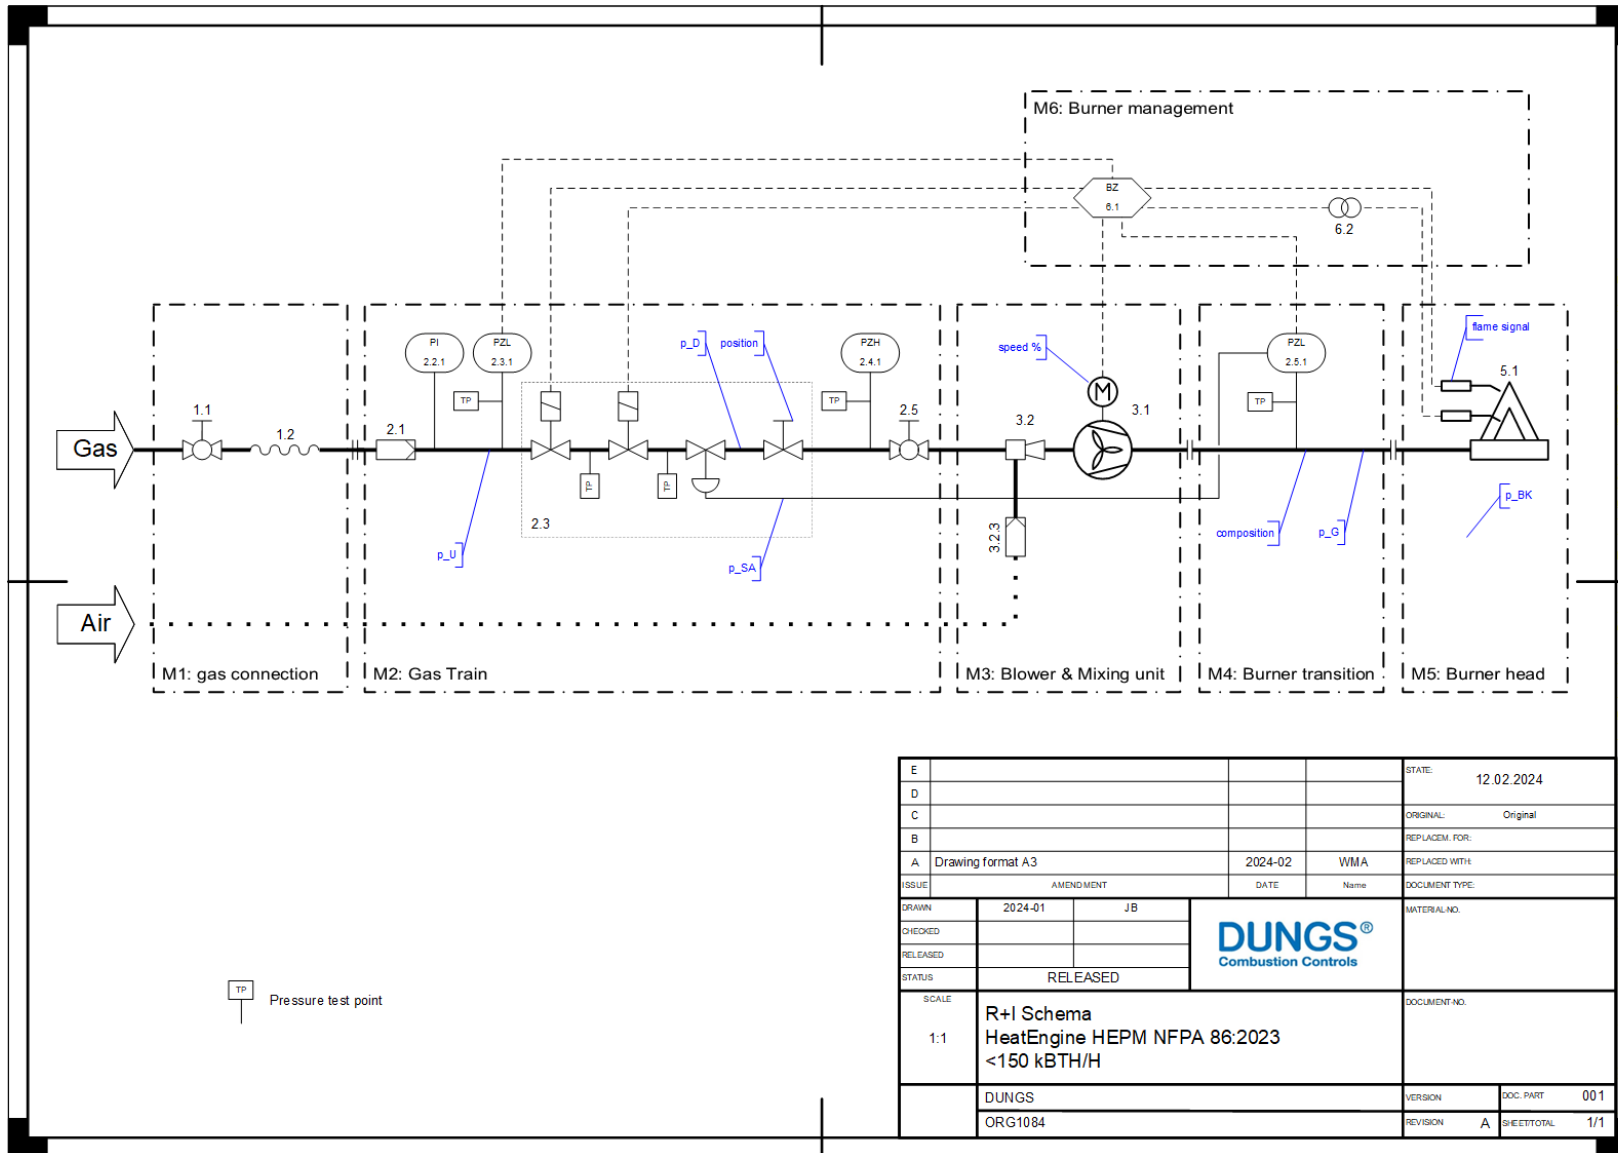 M6: Burner management
BZ
6.1
6.2
PI
2.2.1
PZL
2.3.1
p_D
position
PZH
2.4.1
speed %
PZL
2.5.1
flame signal
5.1
TP
TP
TP
M
3.1
1.1
1.2
2.1
2.5
3.2
Gas
TP
TP
2.3
p_U
p_SA
3.2.3
composition
p_G
p_BK
Air
M1: gas connection
M2: Gas Train
M3: Blower & Mixing unit
M4: Burner transition
M5: Burner head
E
STATE:
12.02.2024
D
C
ORIGINAL:
Original
B
REPLACEM. FOR:
A
Drawing format A3
2024-02
WMA
REPLACED WITH:
ISSUE
AMENDMENT
DATE
Name
DOCUMENT TYPE:
DRAWN
2024-01
JB
MATERIAL-NO.
CHECKED
RELEASED
STATUS
RELEASED
DUNGS®
Combustion Controls
SCALE
1:1
R+I Schema
HeatEngine HEPM NFPA 86:2023
<150 kBTH/H
DOCUMENT-NO.
DUNGS
VERSION
DOC. PART
001
ORG1084
REVISION
A
SHEET/TOTAL
1/1
TP
Pressure test point